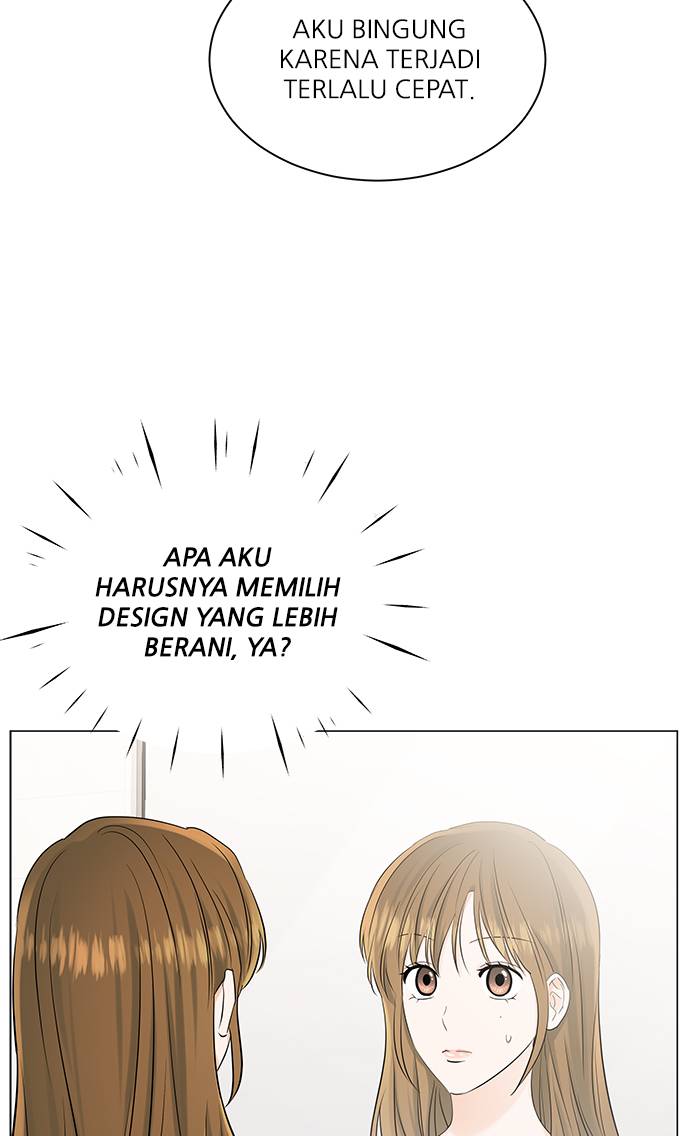 AKU BINGUNG
KARENA TERJADI
TERLALU CEPAT.
APA AKU
HARUSNYA MEMILIH
DESIGN YANG LEBIH
BERANI, YA?